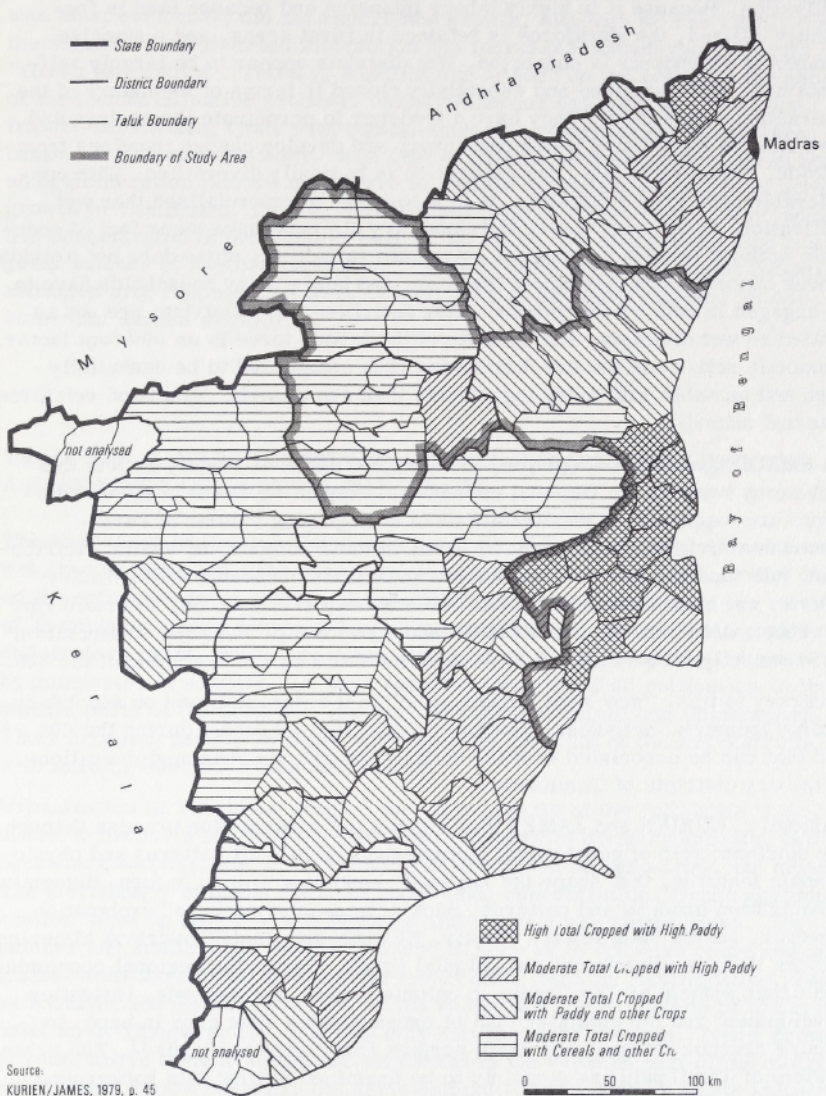 State Boundary
District Boundary
Taluk Boundary
Boundary of Study Area
Andhra Pradesh
Madras
Mysore
Bay of Bengal
not analysed
Kerala
High Total Cropped with High Paddy
Moderate Total Cropped with High Paddy
Moderate Total Cropped
with Paddy and other Crops
Moderate Total Cropped
with Cereals and other
not analysed
Source:
KURIEN/JAMES, 1979, p. 45
0 50 100 km